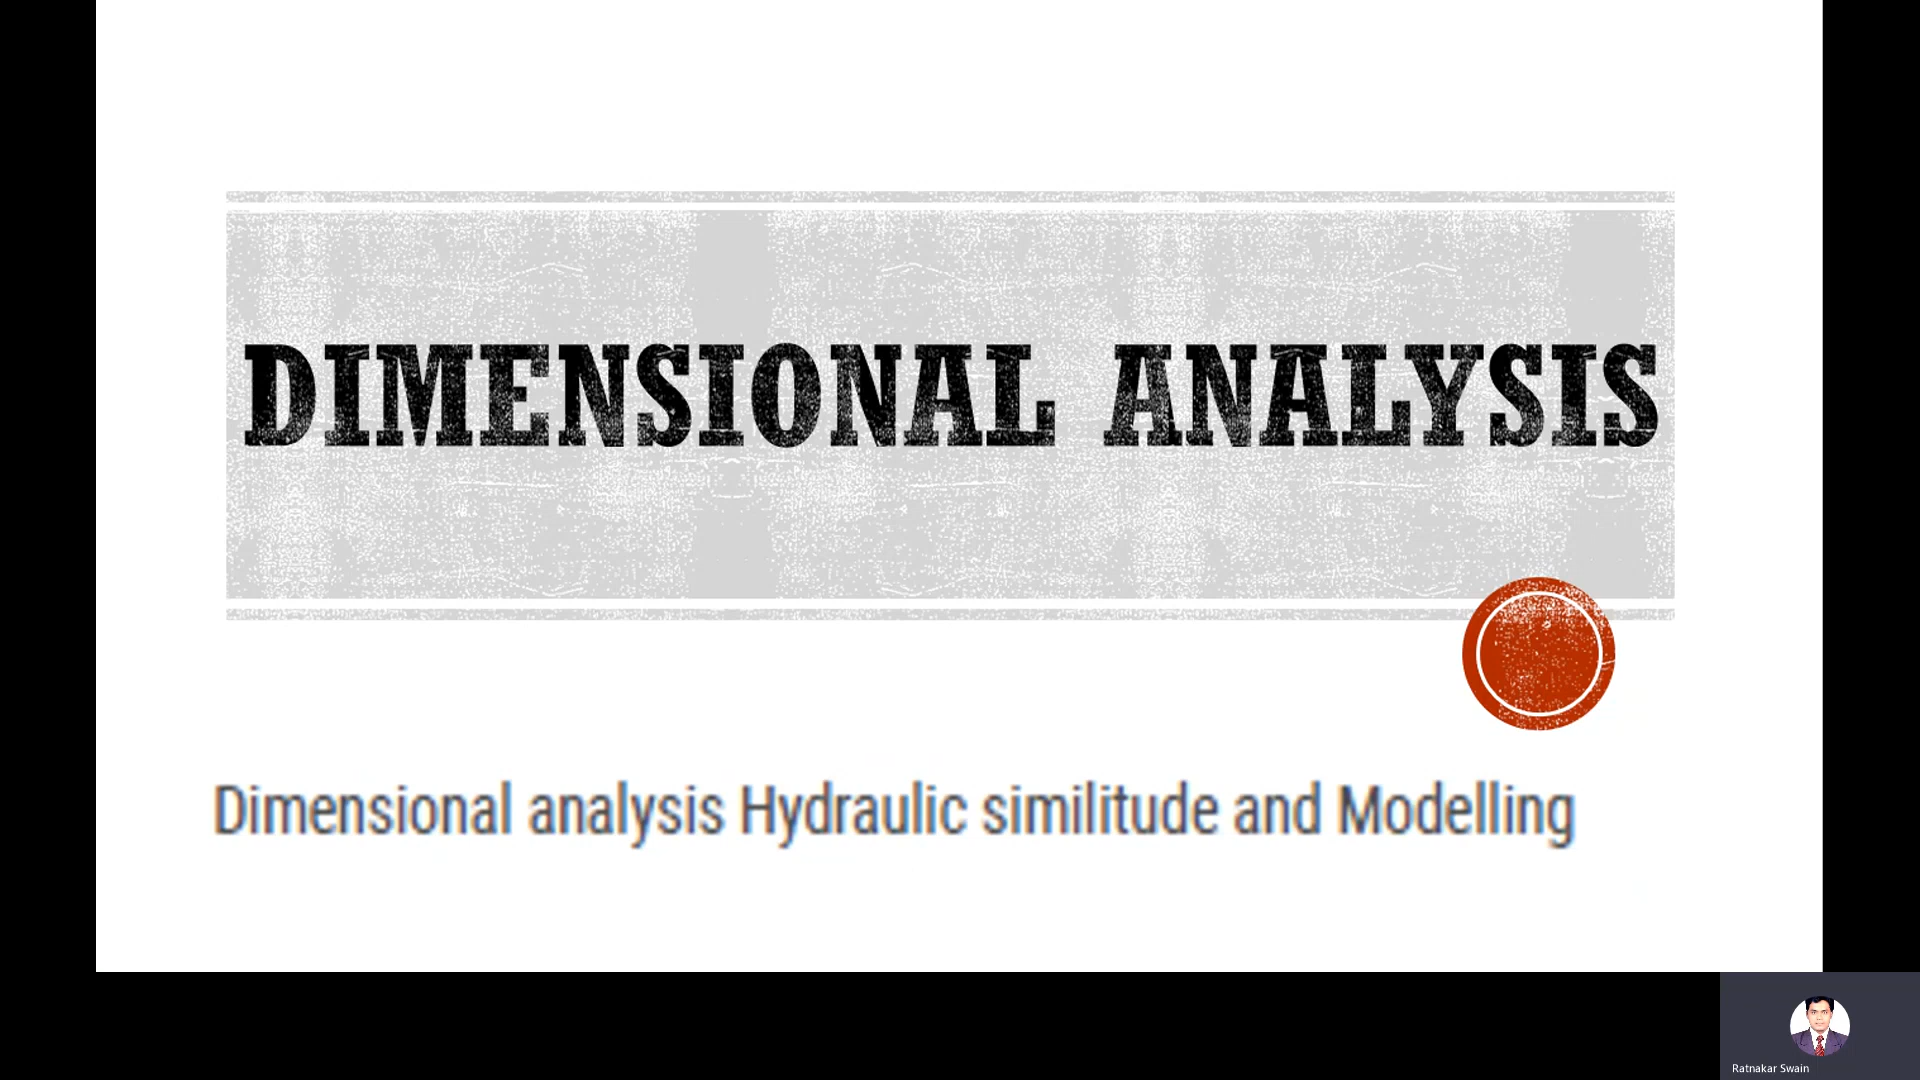 DIMENSIONAL ANALYSIS
Dimensional analysis Hydraulic similitude and Modelling
Ratnakar Swain